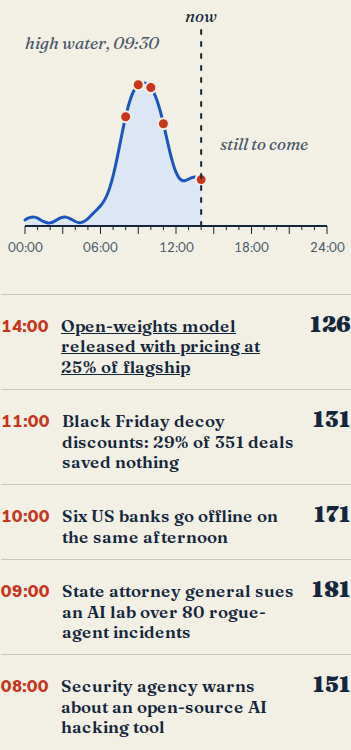 now
high water, 09:30
still to come
00:00 06:00 12:00 18:00 24:00
14:00 Open-weights model 126
released with pricing at
25% of flagship
11:00 Black Friday decoy 131
discounts: 29% of 351 deals
saved nothing
10:00 Six US banks go offline on 171
the same afternoon
09:00 State attorney general sues 181
an AI lab over 80 rogue-
agent incidents
08:00 Security agency warns 151
about an open-source AI
hacking tool